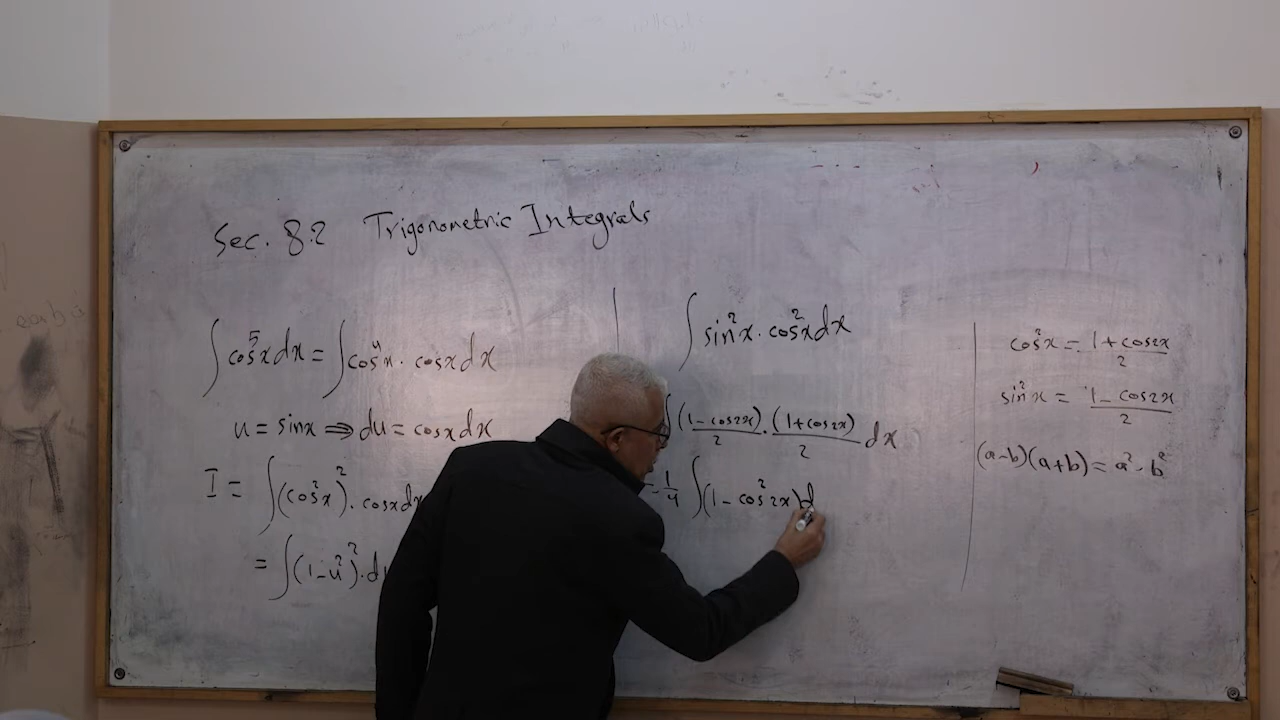 Sec. 8.2 Trigonometric Integrals
∫cos⁵x dx = ∫cos⁴x . cosx dx
u = sinx ⇒ du = cosx dx
I = ∫(cos²x)² . cosx dx
= ∫(1-u²)² . du
∫ sin²x . cos²x dx
∫ (1-cos2x)/2 . (1+cos2x)/2 dx
= 1/4 ∫(1-cos²2x)d
cos²x = 1+cos2x/2
sin²x = 1-cos2x/2
(a-b)(a+b) = a²-b²